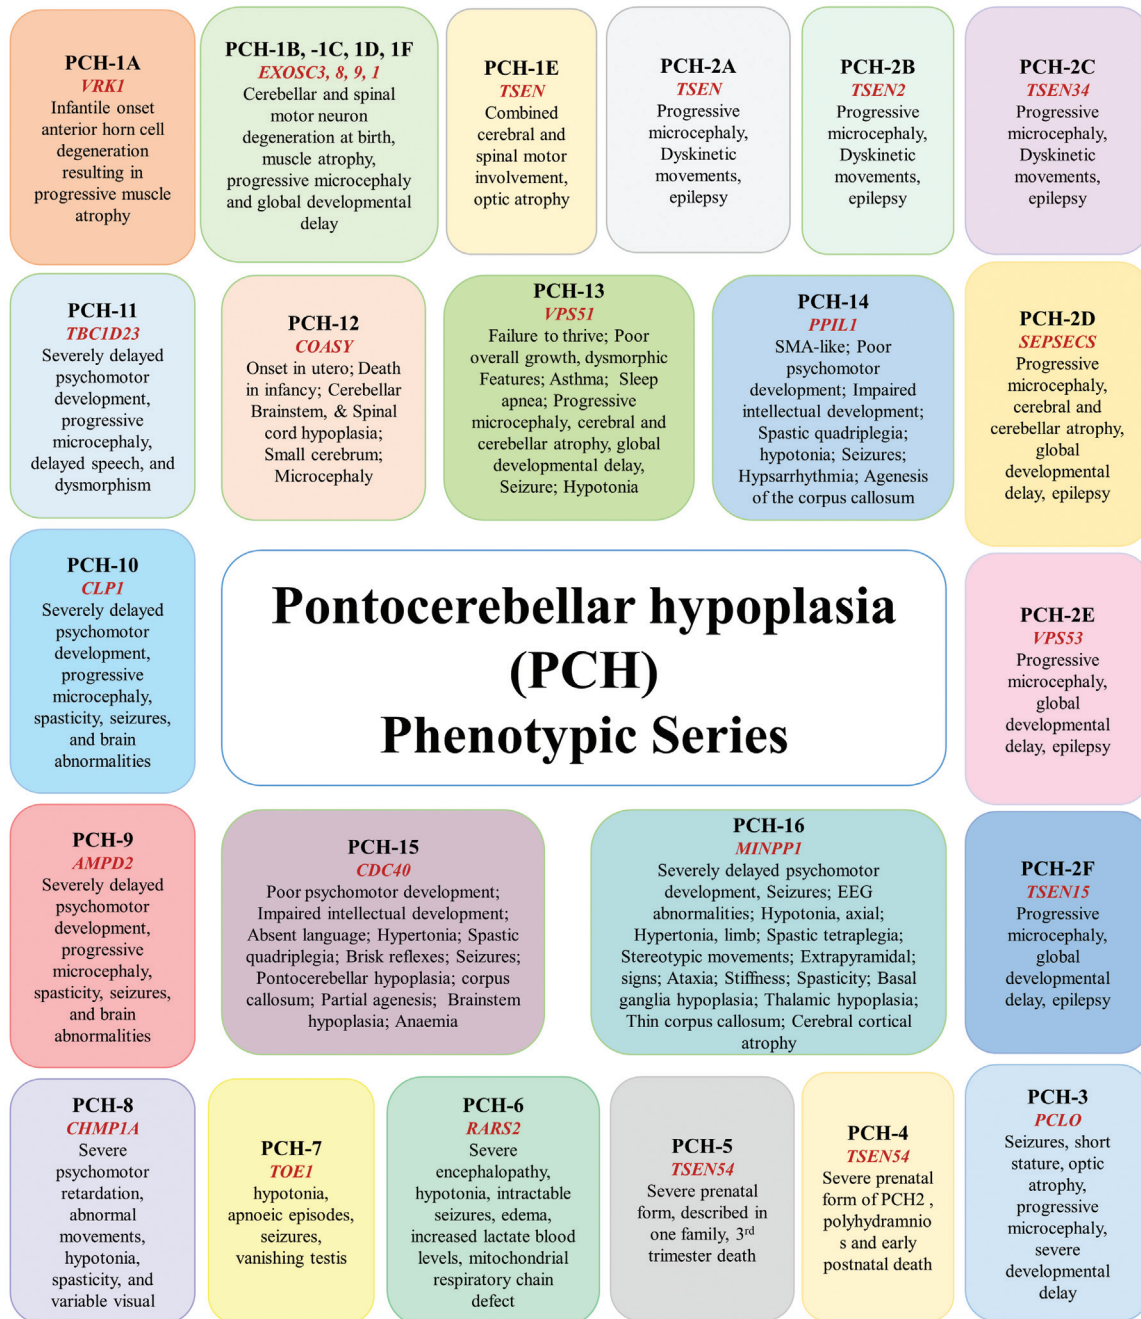 PCH-1A
VRK1
Infantile onset
anterior horn cell
degeneration
resulting in
progressive muscle
atrophy
PCH-1B, -1C, 1D, 1F
EXOSC3, 8, 9, 1
Cerebellar and spinal
motor neuron
degeneration at birth,
muscle atrophy,
progressive microcephaly
and global developmental
delay
PCH-1E
TSEN
Combined
cerebral and
spinal motor
involvement,
optic atrophy
PCH-2A
TSEN
Progressive
microcephaly,
Dyskinetic
movements,
epilepsy
PCH-2B
TSEN2
Progressive
microcephaly,
Dyskinetic
movements,
epilepsy
PCH-2C
TSEN34
Progressive
microcephaly,
Dyskinetic
movements,
epilepsy
PCH-11
TBC1D23
Severely delayed
psychomotor
development,
progressive
microcephaly,
delayed speech, and
dysmorphism
PCH-12
COASY
Onset in utero; Death
in infancy; Cerebellar
Brainstem, & Spinal
cord hypoplasia;
Small cerebrum;
Microcephaly
PCH-13
VPS51
Failure to thrive; Poor
overall growth, dysmorphic
Features; Asthma; Sleep
apnea; Progressive
microcephaly, cerebral and
cerebellar atrophy, global
developmental delay,
Seizure; Hypotonia
PCH-14
PPIL1
SMA-like; Poor
psychomotor
development; Impaired
intellectual development;
Spastic quadriplegia;
hypotonia; Seizures;
Hypsarrhythmia; Agenesis
of the corpus callosum
PCH-2D
SEPSECS
Progressive
microcephaly,
cerebral and
cerebellar atrophy,
global
developmental
delay, epilepsy
PCH-10
CLP1
Severely delayed
psychomotor
development,
progressive
microcephaly,
spasticity, seizures,
and brain
abnormalities
Pontocerebellar hypoplasia
(PCH)
Phenotypic Series
PCH-2E
VPS53
Progressive
microcephaly,
global
developmental
delay, epilepsy
PCH-9
AMPD2
Severely delayed
psychomotor
development,
progressive
microcephaly,
spasticity, seizures,
and brain
abnormalities
PCH-15
CDC40
Poor psychomotor development;
Impaired intellectual development;
Absent language; Hypertonia; Spastic
quadriplegia; Brisk reflexes; Seizures;
Pontocerebellar hypoplasia; corpus
callosum; Partial agenesis; Brainstem
hypoplasia; Anaemia
PCH-16
MINPP1
Severely delayed psychomotor
development, Seizures; EEG
abnormalities; Hypotonia, axial;
Hypertonia, limb; Spastic tetraplegia;
Stereotypic movements; Extrapyramidal;
signs; Ataxia; Stiffness; Spasticity; Basal
ganglia hypoplasia; Thalamic hypoplasia;
Thin corpus callosum; Cerebral cortical
atrophy
PCH-2F
TSEN15
Progressive
microcephaly,
global
developmental
delay, epilepsy
PCH-8
CHMP1A
Severe
psychomotor
retardation,
abnormal
movements,
hypotonia,
spasticity, and
variable visual
PCH-7
TOE1
hypotonia,
apnoeic episodes,
seizures,
vanishing testis
PCH-6
RARS2
Severe
encephalopathy,
hypotonia, intractable
seizures, edema,
increased lactate blood
levels, mitochondrial
respiratory chain
defect
PCH-5
TSEN54
Severe prenatal
form, described in
one family, 3rd
trimester death
PCH-4
TSEN54
Severe prenatal
form of PCH2 ,
polyhydramnio
s and early
postnatal death
PCH-3
PCLO
Seizures, short
stature, optic
atrophy,
progressive
microcephaly,
severe
developmental
delay